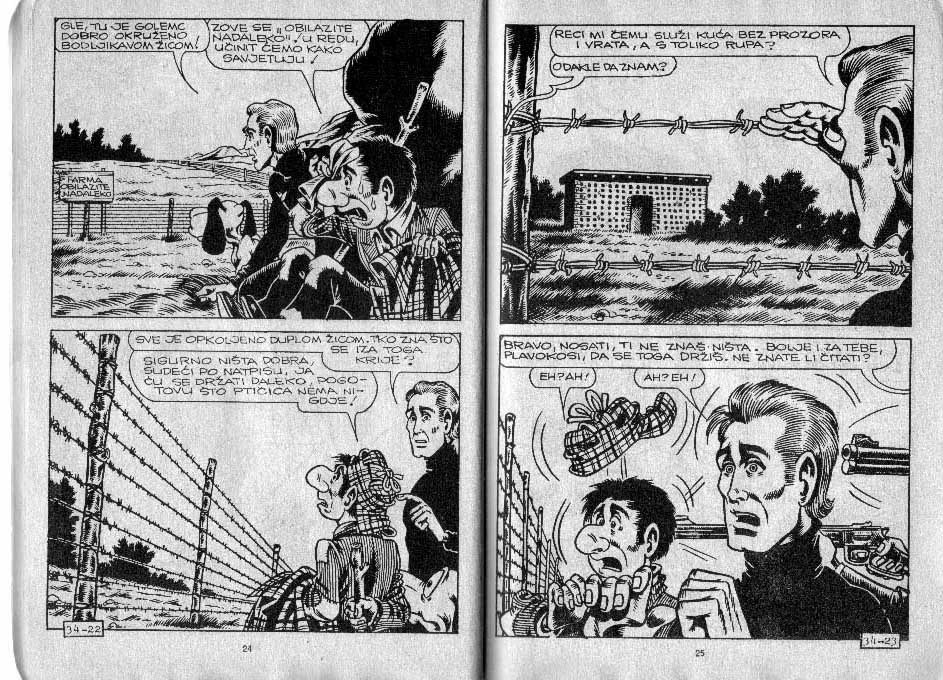 GLE, TU JE GOLEMO
DOBRO OKRUŽENO
BODLJIKAVOM ŽICOM!
ZOVE SE „OBILAZITE
NADALEKO“! U REDU,
UČINIT ĆEMO KAKO
SAVJETUJU!
FARMA
OBILAZITE
NADALEKO
SVE JE OPKOLJENO DUPLOM ŽICOM. TKO ZNA ŠTO
SE IZA TOGA
KRIJE?
SIGURNO NIŠTA DOBRA,
SUDEĆI PO NATPISU, JA
ĆU SE DRŽATI DALEKO, POGO-
TOVU ŠTO PTIČICA NEMA NI-
GDJE!
34-22
24
RECI MI ČEMU SLUŽI KUĆA BEZ PROZORA
I VRATA, A S TOLIKO RUPA?
ODAKLE DA ZNAM?
BRAVO, NOSATI, TI NE ZNAŠ NIŠTA. BOLJE I ZA TEBE,
PLAVOKOSI, DA SE TOGA DRŽIŠ. NE ZNATE LI ČITATI?
EH? AH!
AH? EH!
34-23
25